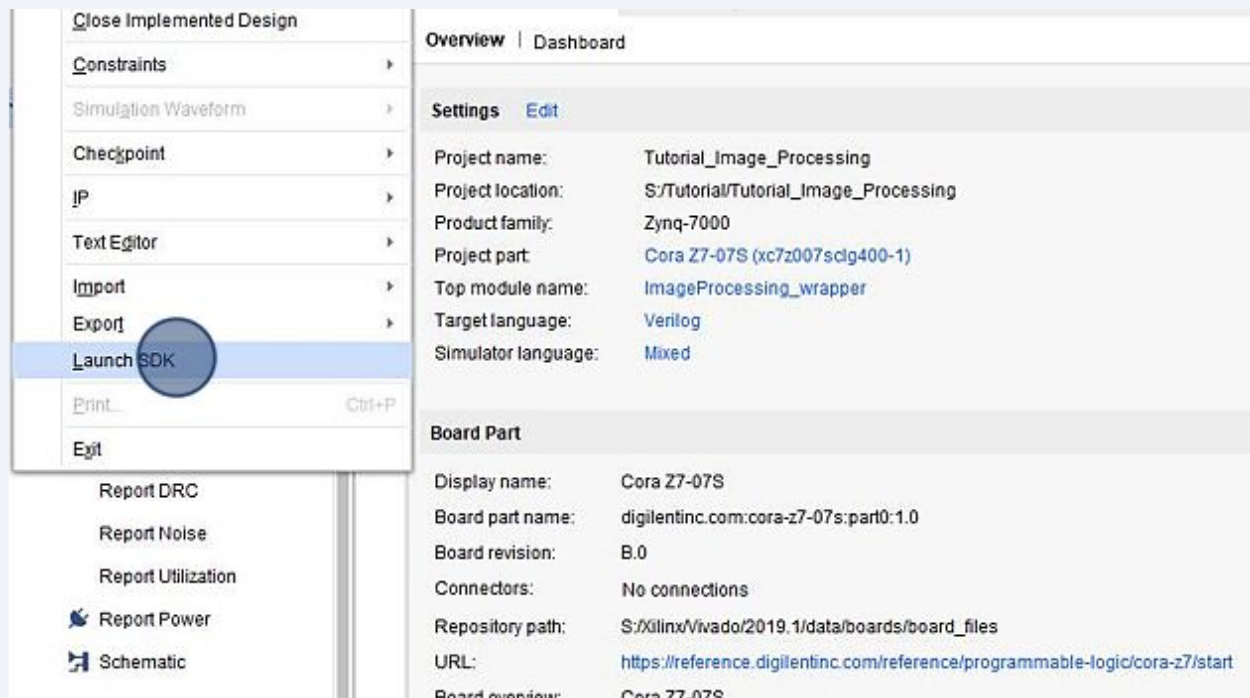 Close Implemented Design
Constraints
Simulation Waveform
Checkpoint
IP
Text Editor
Import
Export
Launch SDK
Print... Ctrl+P
Exit
Report DRC
Report Noise
Report Utilization
Report Power
Schematic
Overview | Dashboard
Settings Edit
Project name: Tutorial_Image_Processing
Project location: S:/Tutorial/Tutorial_Image_Processing
Product family: Zynq-7000
Project part: Cora Z7-07S (xc7z007sclg400-1)
Top module name: ImageProcessing_wrapper
Target language: Verilog
Simulator language: Mixed
Board Part
Display name: Cora Z7-07S
Board part name: digilentinc.com:cora-z7-07s:part0:1.0
Board revision: B.0
Connectors: No connections
Repository path: S:/Xilinx/Vivado/2019.1/data/boards/board_files
URL: https://reference.digilentinc.com/reference/programmable-logic/cora-z7/start
Board overview: Cora Z7-07S